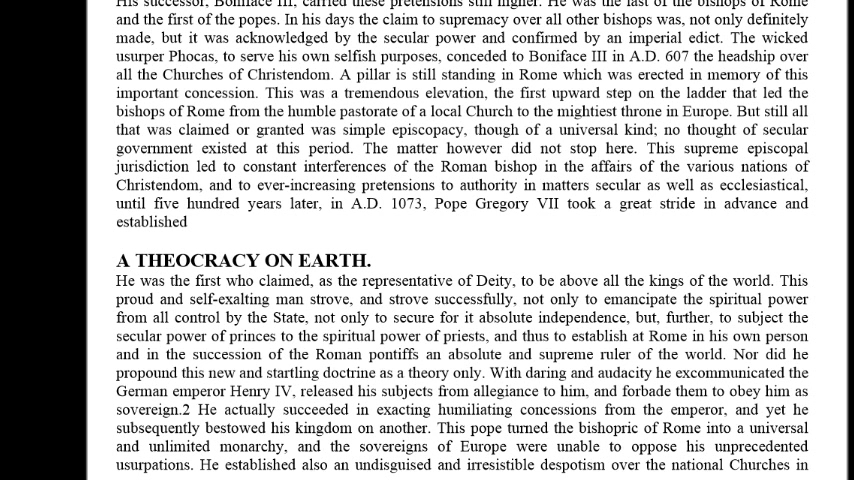 His successor, Boniface III, carried these pretensions still higher. He was the last of the bishops of Rome
and the first of the popes. In his days the claim to supremacy over all other bishops was, not only definitely
made, but it was acknowledged by the secular power and confirmed by an imperial edict. The wicked
usurper Phocas, to serve his own selfish purposes, conceded to Boniface III in A.D. 607 the headship over
all the Churches of Christendom. A pillar is still standing in Rome which was erected in memory of this
important concession. This was a tremendous elevation, the first upward step on the ladder that led the
bishops of Rome from the humble pastorate of a local Church to the mightiest throne in Europe. But still all
that was claimed or granted was simple episcopacy, though of a universal kind; no thought of secular
government existed at this period. The matter however did not stop here. This supreme episcopal
jurisdiction led to constant interferences of the Roman bishop in the affairs of the various nations of
Christendom, and to ever-increasing pretensions to authority in matters secular as well as ecclesiastical,
until five hundred years later, in A.D. 1073, Pope Gregory VII took a great stride in advance and
established
A THEOCRACY ON EARTH.
He was the first who claimed, as the representative of Deity, to be above all the kings of the world. This
proud and self-exalting man strove, and strove successfully, not only to emancipate the spiritual power
from all control by the State, not only to secure for it absolute independence, but, further, to subject the
secular power of princes to the spiritual power of priests, and thus to establish at Rome in his own person
and in the succession of the Roman pontiffs an absolute and supreme ruler of the world. Nor did he
propound this new and startling doctrine as a theory only. With daring and audacity he excommunicated the
German emperor Henry IV, released his subjects from allegiance to him, and forbade them to obey him as
sovereign.2 He actually succeeded in exacting humiliating concessions from the emperor, and yet he
subsequently bestowed his kingdom on another. This pope turned the bishopric of Rome into a universal
and unlimited monarchy, and the sovereigns of Europe were unable to oppose his unprecedented
usurpations. He established also an undisguised and irresistible despotism over the national Churches in